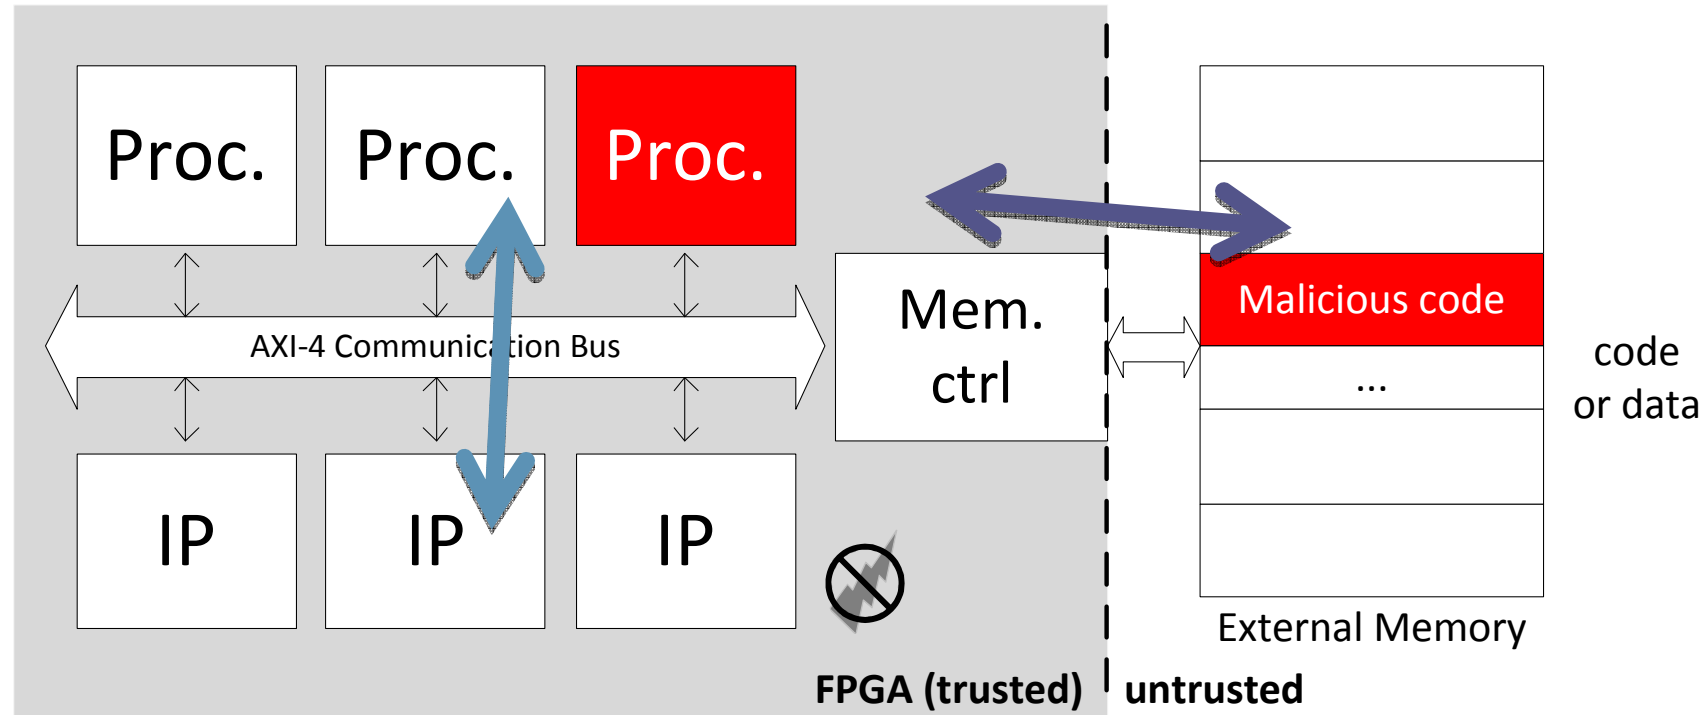 Proc.
Proc.
Proc.
AXI-4 Communication Bus
Mem.
ctrl
IP
IP
IP
FPGA (trusted)
untrusted
Malicious code
...
External Memory
code
or data